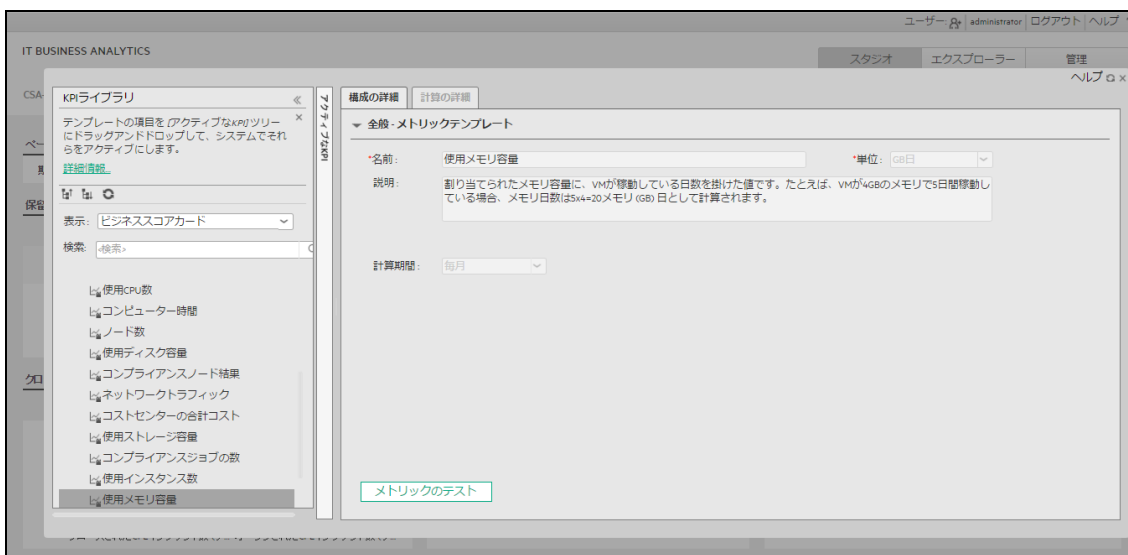 ユーザー: administrator ログアウト ヘルプ
IT BUSINESS ANALYTICS
スタジオ エクスプローラー 管理
ヘルプ
CSA-
KPIライブラリ
テンプレートの項目を [アクティブなKPI] ツリー
にドラッグアンドドロップして、システムでそれ
らをアクティブにします。
詳細情報...
表示: ビジネススコアカード
検索: <検索>
使用CPU数
コンピューター時間
ノード数
使用ディスク容量
コンプライアンスノード結果
ネットワークトラフィック
コストセンターの合計コスト
使用ストレージ容量
コンプライアンスジョブの数
使用インスタンス数
使用メモリ容量
アクティブなKPI
構成の詳細 計算の詳細
全般 - メトリックテンプレート
*名前: 使用メモリ容量 *単位: GB日
説明: 割り当てられたメモリ容量に、VMが稼動している日数を掛けた値です。たとえば、VMが4GBのメモリで5日間稼動し
ている場合、メモリ日数は5x4=20メモリ (GB) 日として計算されます。
計算期間: 毎月
メトリックのテスト